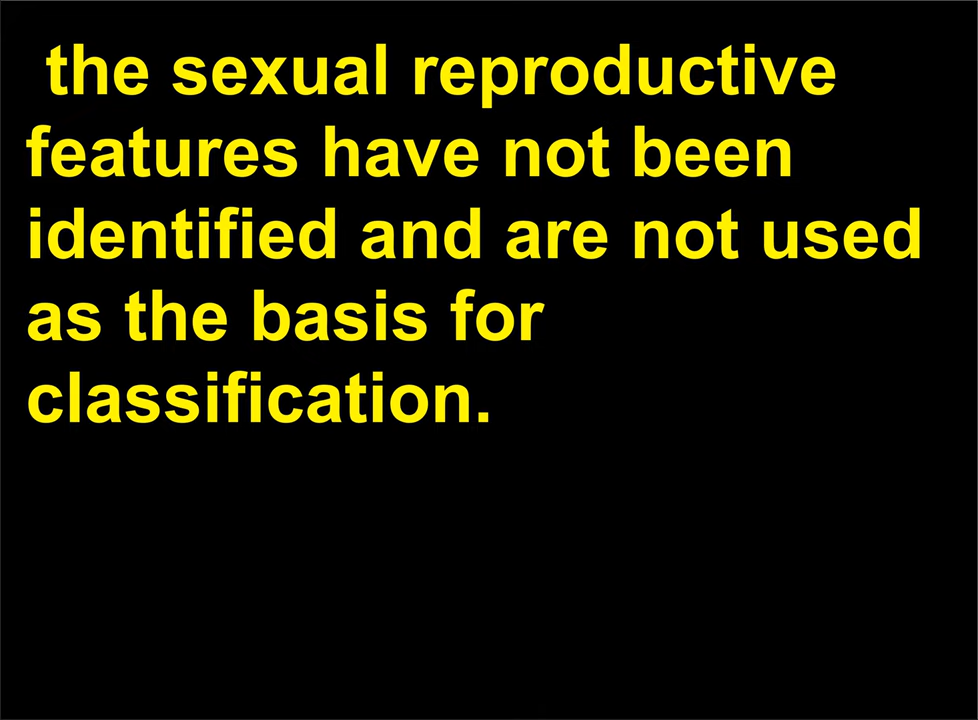 the sexual reproductive
features have not been
identified and are not used
as the basis for
classification.